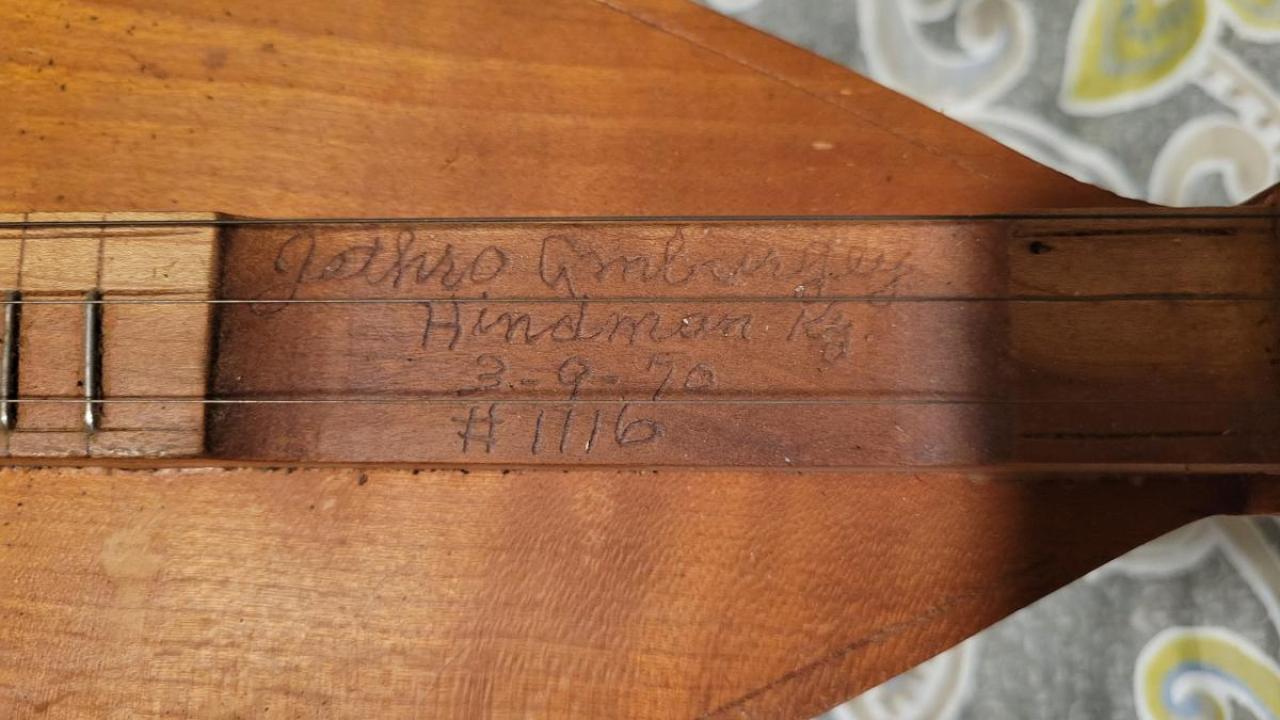 Jethro Amburgey
Hindman Ky.
3-9-70
#1116